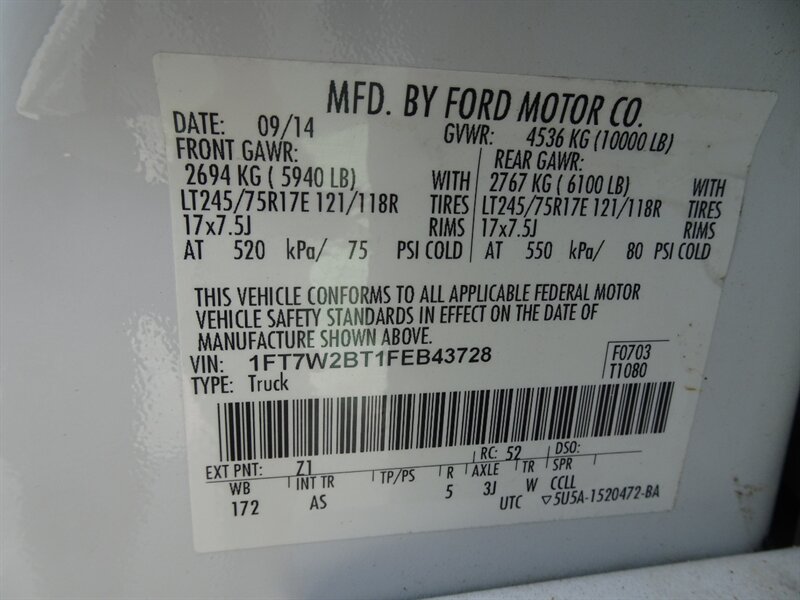 MFD. BY FORD MOTOR CO.
DATE: 09/14 GVWR: 4536 KG (10000 LB)
FRONT GAWR: REAR GAWR:
2694 KG ( 5940 LB) WITH 2767 KG ( 6100 LB) WITH
LT245/75R17E 121/118R TIRES LT245/75R17E 121/118R TIRES
17x7.5J RIMS 17x7.5J RIMS
AT 520 kPa/ 75 PSI COLD AT 550 kPa/ 80 PSI COLD
THIS VEHICLE CONFORMS TO ALL APPLICABLE FEDERAL MOTOR
VEHICLE SAFETY STANDARDS IN EFFECT ON THE DATE OF
MANUFACTURE SHOWN ABOVE.
VIN: 1FT7W2BT1FEB43728 F0703
TYPE: Truck T1080
EXT PNT: Z1 RC: 52 DSO:
WB INT TR TP/PS R AXLE TR SPR
172 AS 5 3J W CCLL
UTC ▽5U5A-1520472-BA